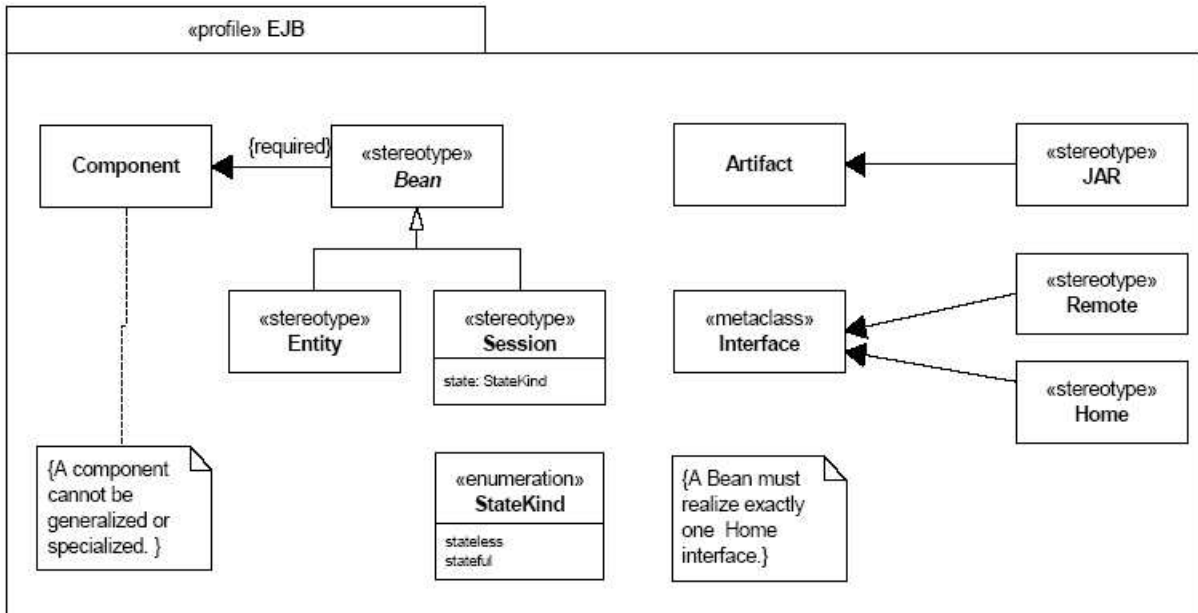 «profile» EJB
Component
{required}
«stereotype»
Bean
Artifact
«stereotype»
JAR
«stereotype»
Entity
«stereotype»
Session
state: StateKind
«metaclass»
Interface
«stereotype»
Remote
«stereotype»
Home
{A component
cannot be
generalized or
specialized. }
«enumeration»
StateKind
stateless
stateful
{A Bean must
realize exactly
one Home
interface.}